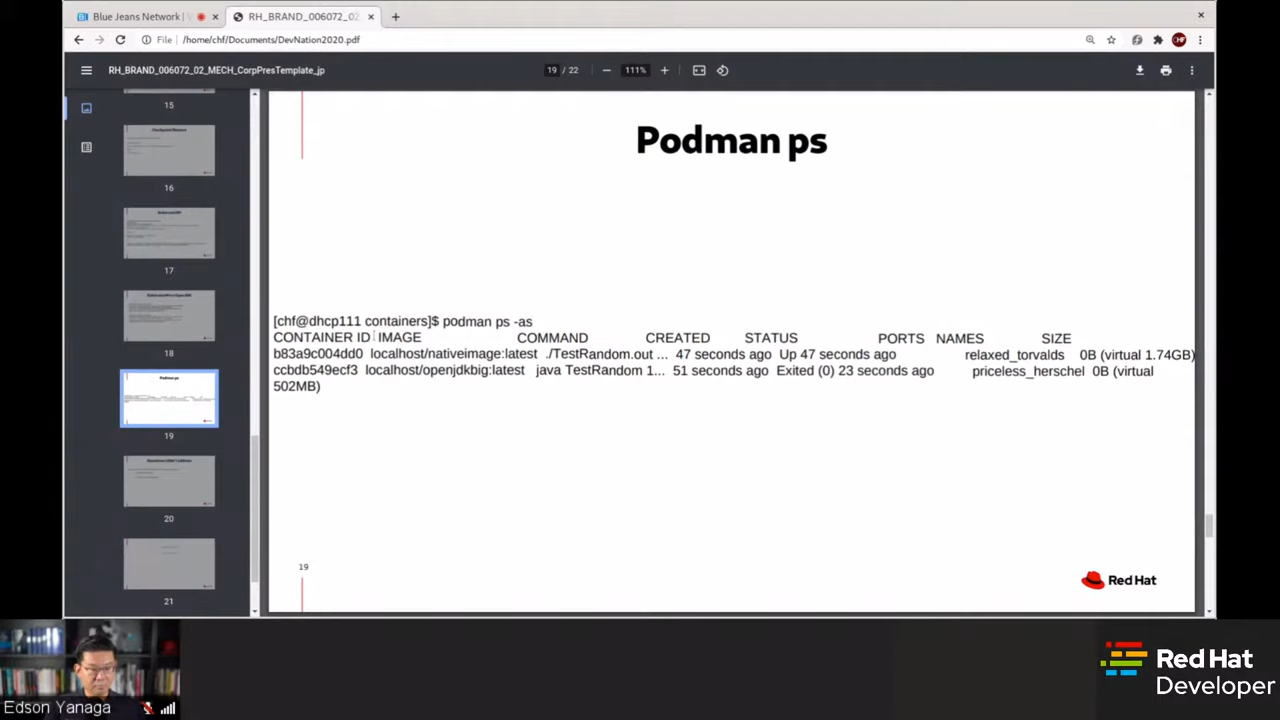 Blue Jeans Network |
RH_BRAND_006072_02_
File /home/chf/Documents/DevNation2020.pdf
CHF
RH_BRAND_006072_02_MECH_CorpPresTemplate_jp
19 / 22
111%
15
16
17
18
19
20
21
Podman ps
[chf@dhcp111 containers]$ podman ps -as
CONTAINER ID IMAGE COMMAND CREATED STATUS PORTS NAMES SIZE
b83a9c004dd0 localhost/nativeimage:latest ./TestRandom.out ... 47 seconds ago Up 47 seconds ago relaxed_torvalds 0B (virtual 1.74GB)
ccbdb549ecf3 localhost/openjdkbig:latest java TestRandom 1... 51 seconds ago Exited (0) 23 seconds ago priceless_herschel 0B (virtual
502MB)
19
Red Hat
Edson Yanaga
Red Hat
Developer